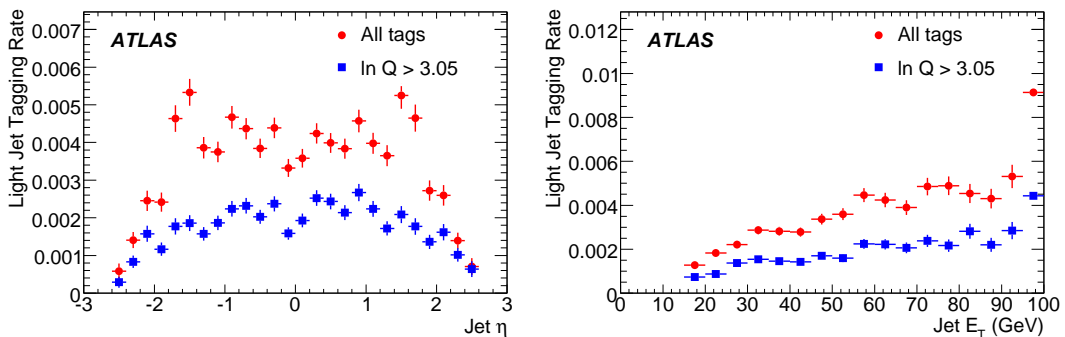 Light Jet Tagging Rate
0.007
0.006
0.005
0.004
0.003
0.002
0.001
0
ATLAS
All tags
ln Q > 3.05
-3 -2 -1 0 1 2 3
Jet η
Light Jet Tagging Rate
0.012
0.01
0.008
0.006
0.004
0.002
0
ATLAS
All tags
ln Q > 3.05
0 10 20 30 40 50 60 70 80 90 100
Jet E_T (GeV)